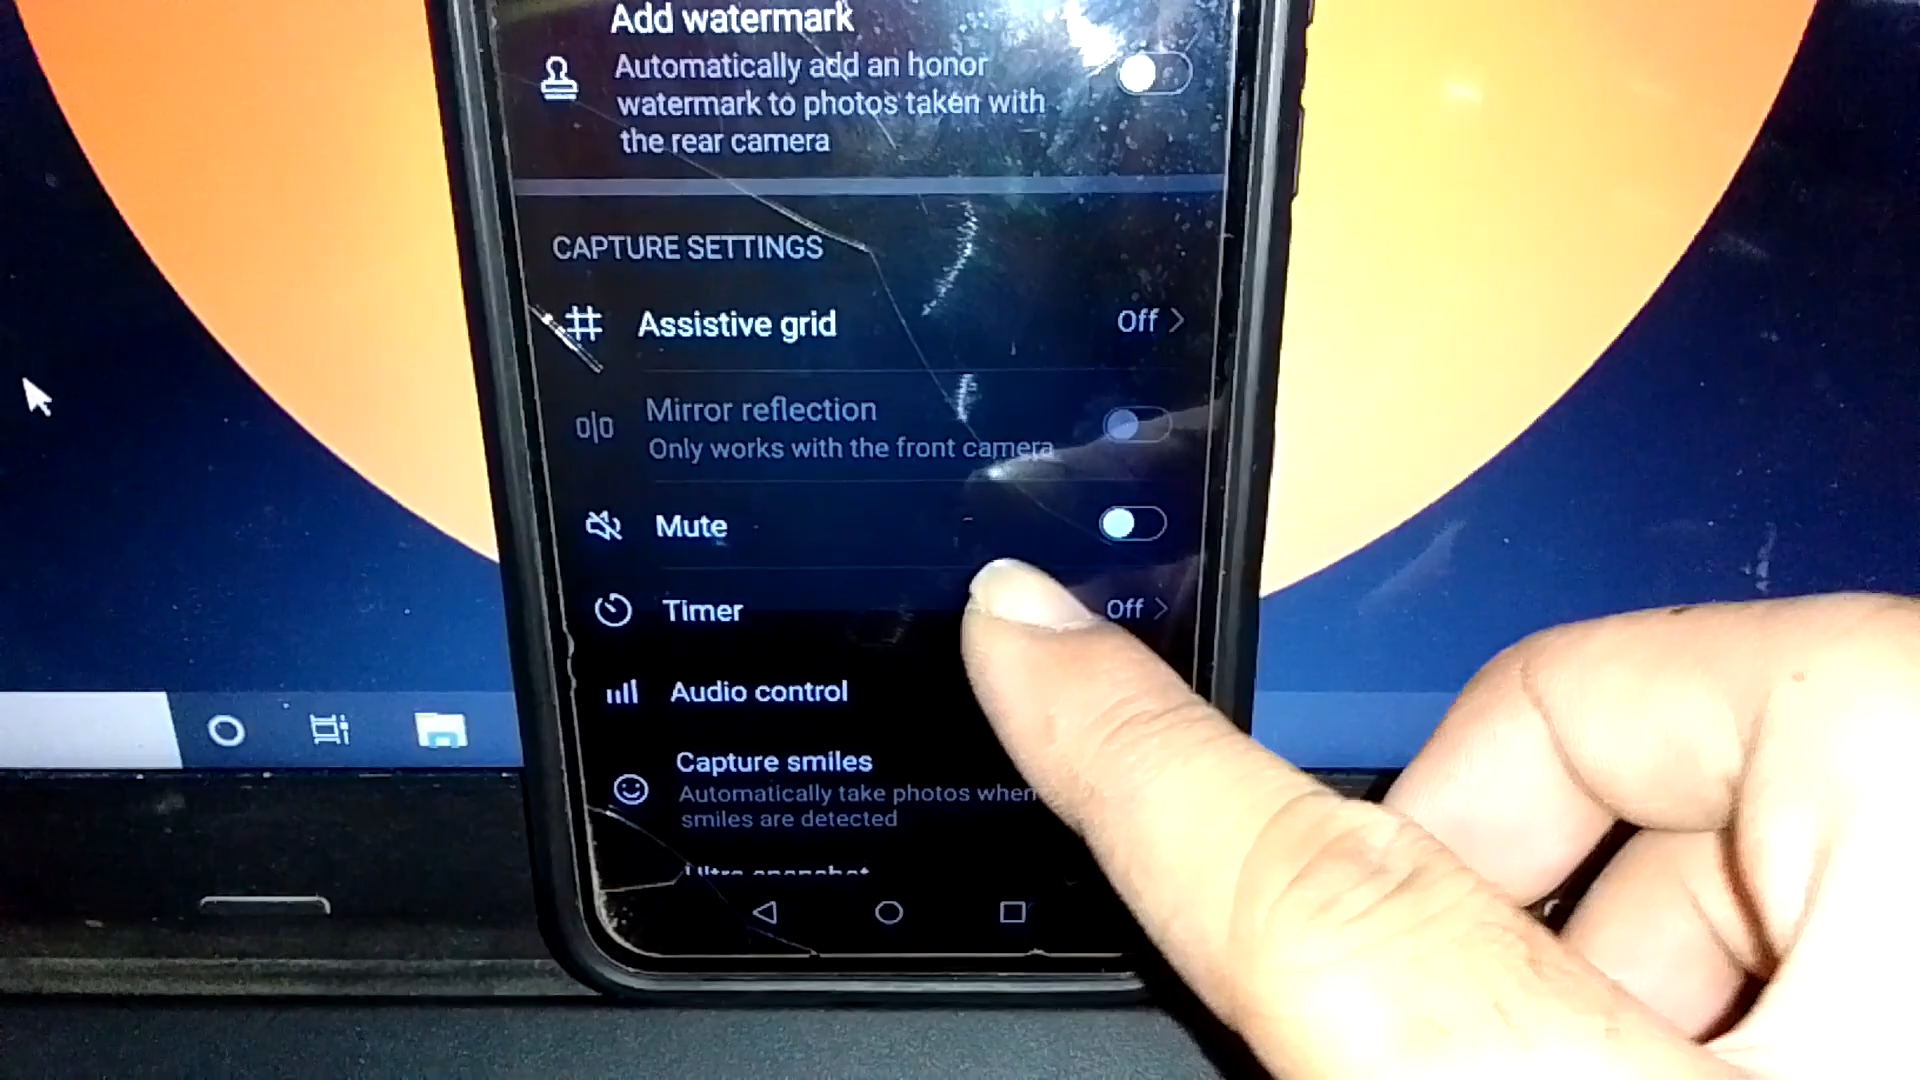 Add watermark
Automatically add an honor
watermark to photos taken with
the rear camera
CAPTURE SETTINGS
Assistive grid
Off
Mirror reflection
Only works with the front camera
Mute
Timer
Off
Audio control
Capture smiles
Automatically take photos when
smiles are detected
Ultra snapshot